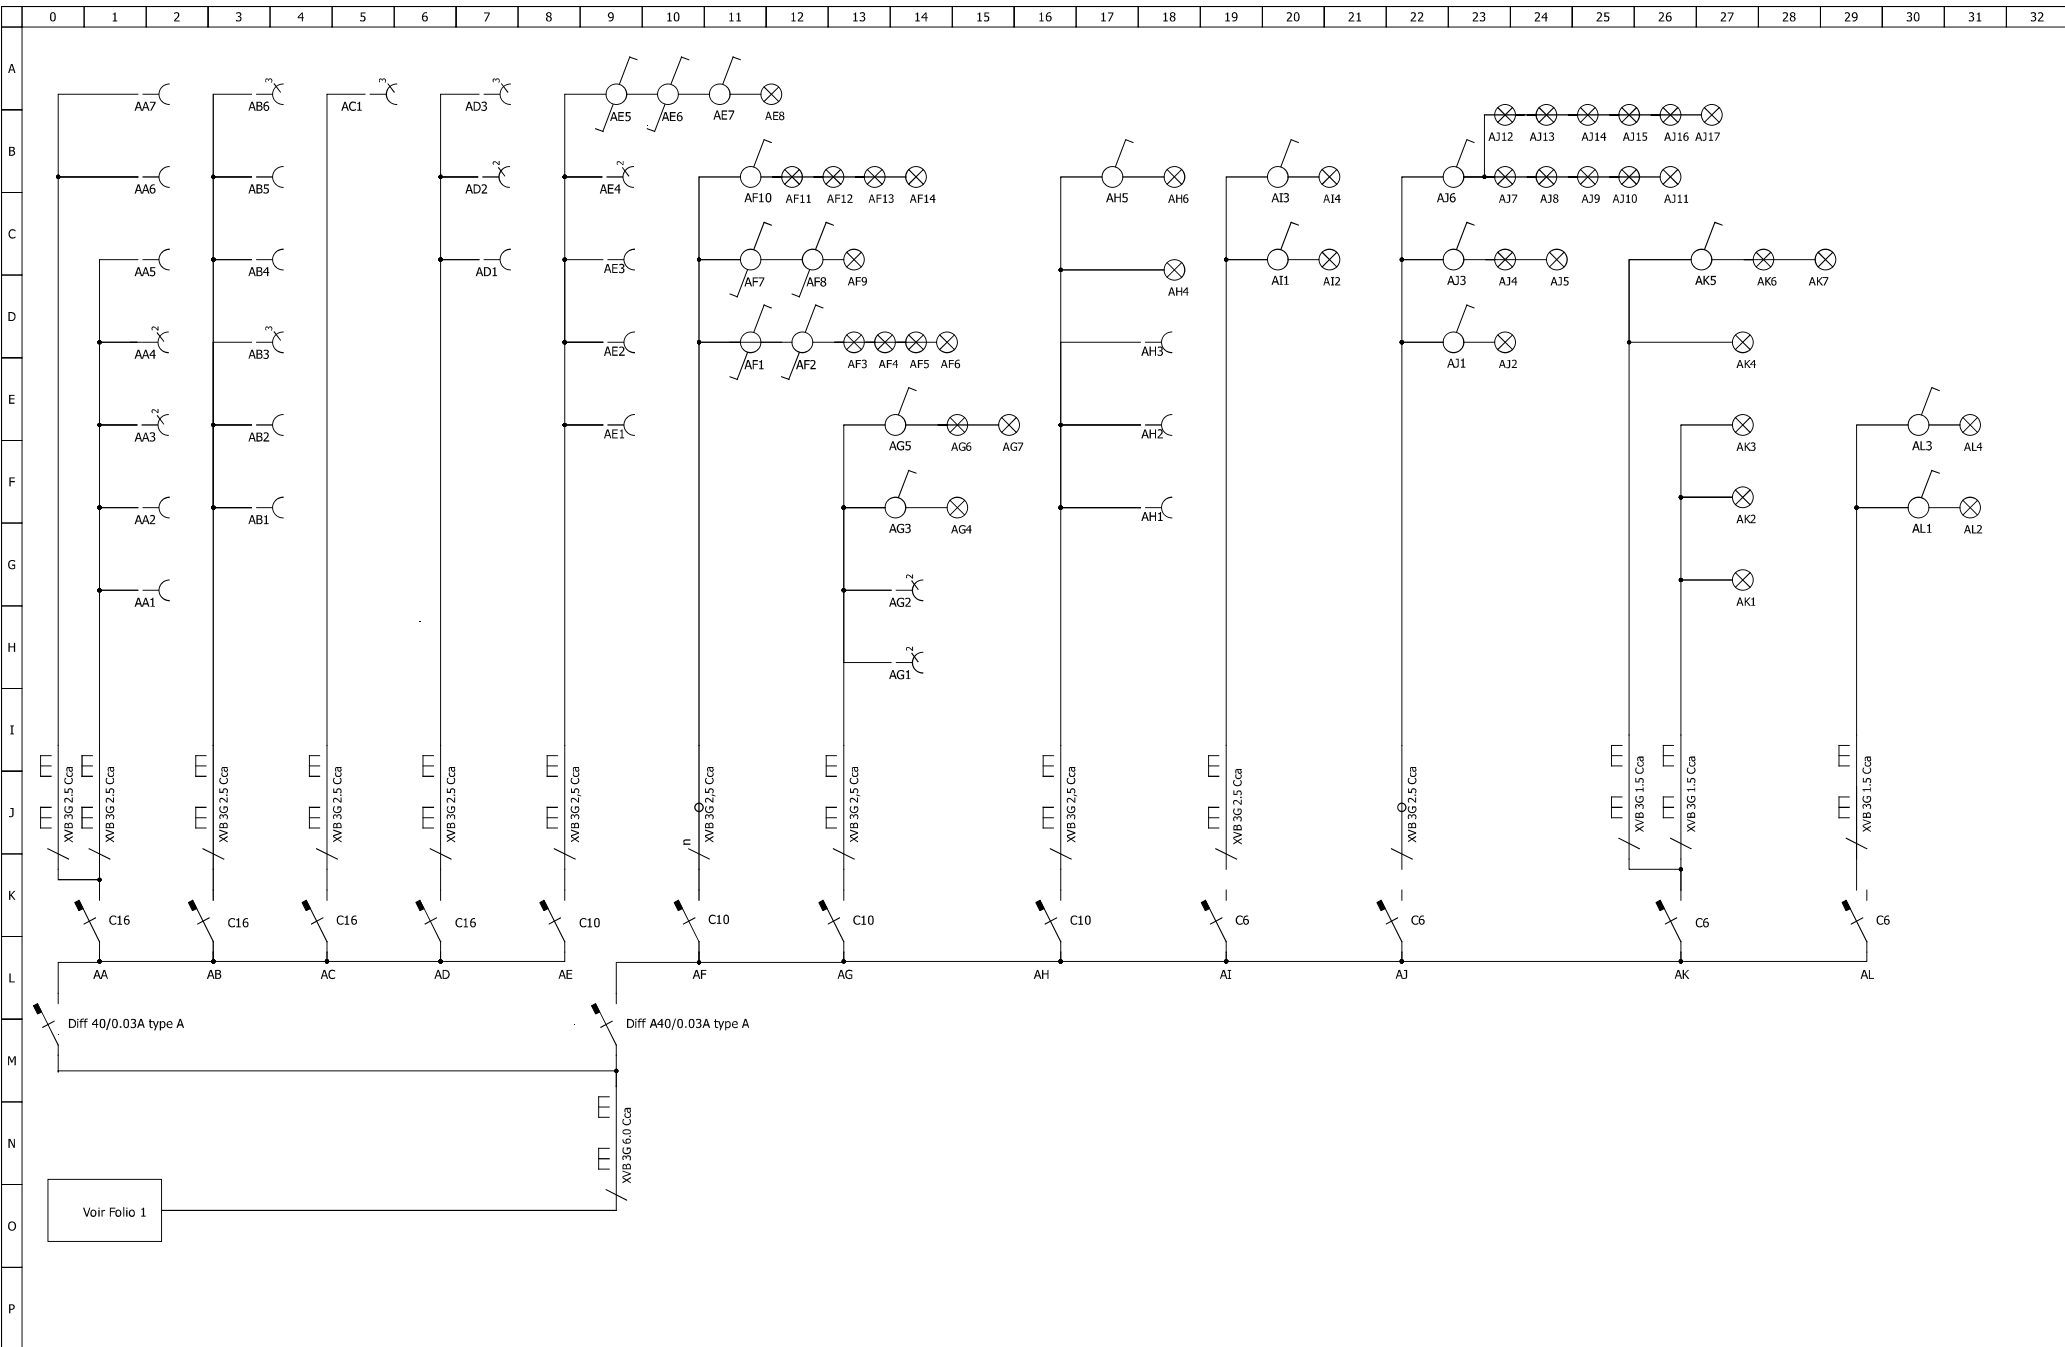 0 1 2 3 4 5 6 7 8 9 10 11 12 13 14 15 16 17 18 19 20 21 22 23 24 25 26 27 28 29 30 31 32
A
AA7 AB6 3 AC1 3 AD3 3 AE5 AE6 AE7 AE8
AJ12 AJ13 AJ14 AJ15 AJ16 AJ17
B
AA6 AB5 AD2 2 AE4 2 AF10 AF11 AF12 AF13 AF14 AH5 AH6 AI3 AI4 AJ6 AJ7 AJ8 AJ9 AJ10 AJ11
C
AA5 AB4 AD1 AE3 AF7 AF8 AF9 AH4 AI1 AI2 AJ3 AJ4 AJ5 AK5 AK6 AK7
D
AA4 2 AB3 3 AE2 AF1 AF2 AF3 AF4 AF5 AF6 AH3 AJ1 AJ2 AK4
E
AA3 2 AB2 AE1 AG5 AG6 AG7 AH2 AK3 AL3 AL4
F
AA2 AB1 AG3 AG4 AH1 AK2 AL1 AL2
G
AA1 AG2 2 AK1
H
AG1 2
I
J
XVB 3G 2.5 Cca
XVB 3G 2.5 Cca
XVB 3G 2.5 Cca
XVB 3G 2.5 Cca
XVB 3G 2.5 Cca
XVB 3G 2,5 Cca
n
XVB 3G 2,5 Cca
XVB 3G 2,5 Cca
XVB 3G 2,5 Cca
XVB 3G 2.5 Cca
XVB 3G 2.5 Cca
XVB 3G 1.5 Cca
XVB 3G 1.5 Cca
XVB 3G 1.5 Cca
K
C16 C16 C16 C16 C10 C10 C10 C10 C6 C6 C6 C6
L
AA AB AC AD AE AF AG AH AI AJ AK AL
Diff 40/0.03A type A
Diff A40/0.03A type A
M
N
XVB 3G 6.0 Cca
O
Voir Folio 1
P